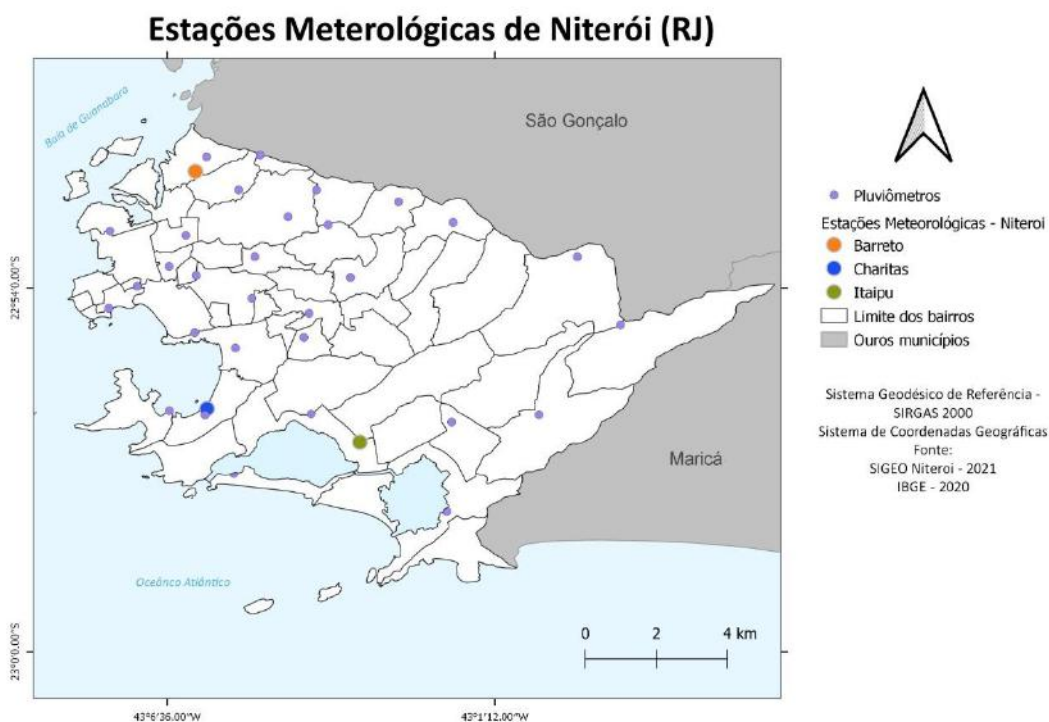 Estações Meterológicas de Niterói (RJ)
Baía de Guanabara
São Gonçalo
Maricá
Oceânco Atlântico
22°54'0.00"S
23°0'0.00"S
43°6'36.00"W
43°1'12.00"W
0 2 4 km
Pluviômetros
Estações Meteorológicas - Niteroi
Barreto
Charitas
Itaipu
Limite dos bairros
Ouros municípios
Sistema Geodésico de Referência -
SIRGAS 2000
Sistema de Coordenadas Geográficas
Fonte:
SIGEO Niteroi - 2021
IBGE - 2020